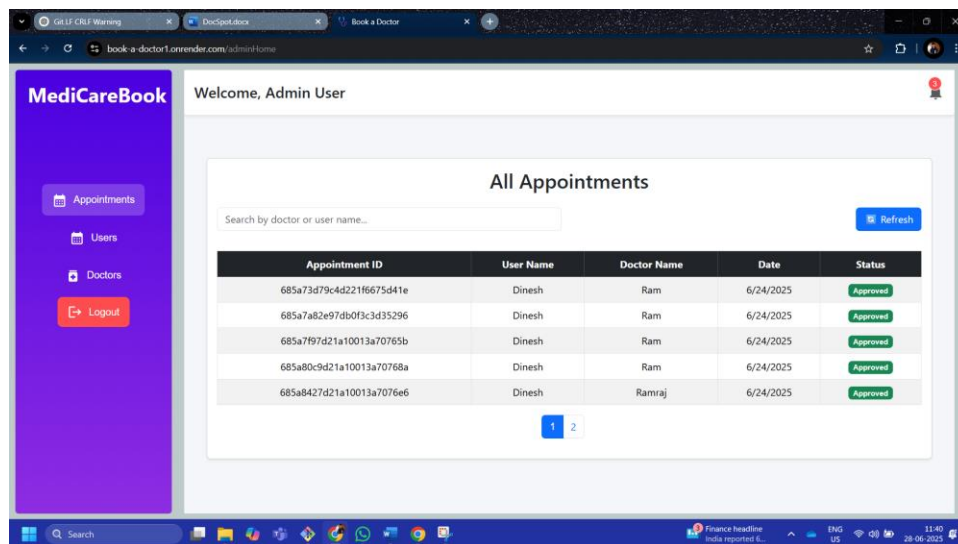 Git LF CRLF Warning
DocSpot.docx
Book a Doctor
book-a-doctor1.onrender.com/adminHome
MediCareBook
Welcome, Admin User
3
Appointments
Users
Doctors
Logout
All Appointments
Search by doctor or user name...
Refresh
Appointment ID User Name Doctor Name Date Status
685a73d79c4d221f6675d41e Dinesh Ram 6/24/2025 Approved
685a7a82e97db0f3c3d35296 Dinesh Ram 6/24/2025 Approved
685a7f97d21a10013a70765b Dinesh Ram 6/24/2025 Approved
685a80c9d21a10013a70768a Dinesh Ram 6/24/2025 Approved
685a8427d21a10013a7076e6 Dinesh Ramraj 6/24/2025 Approved
1 2
Search
Finance headline
India reported 6...
ENG
US
11:40
28-06-2025